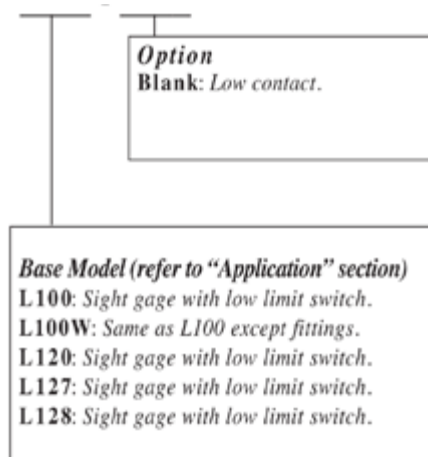 Option
Blank: Low contact.
Base Model (refer to “Application” section)
L100: Sight gage with low limit switch.
L100W: Same as L100 except fittings.
L120: Sight gage with low limit switch.
L127: Sight gage with low limit switch.
L128: Sight gage with low limit switch.